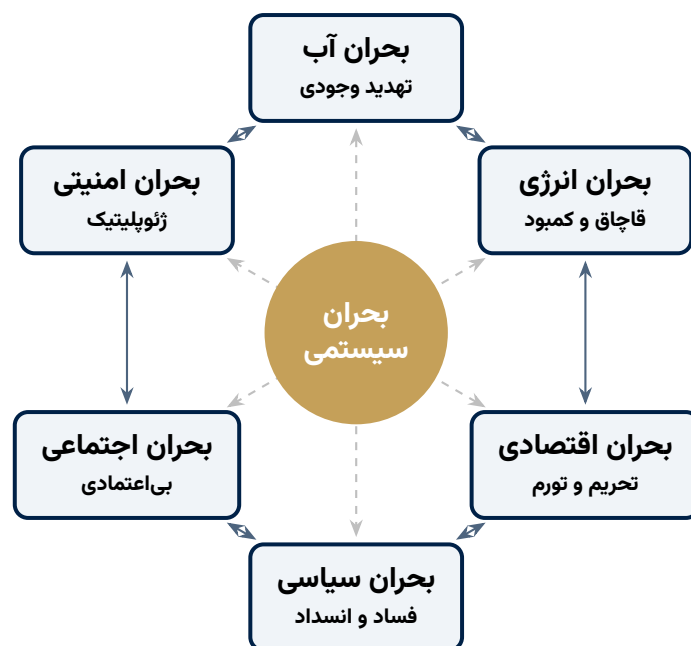 بحران آب
تهدید وجودی
بحران انرژی
قاچاق و کمبود
بحران امنیتی
ژئوپلیتیک
بحران
سیستمی
بحران اقتصادی
تحریم و تورم
بحران اجتماعی
بی‌اعتمادی
بحران سیاسی
فساد و انسداد